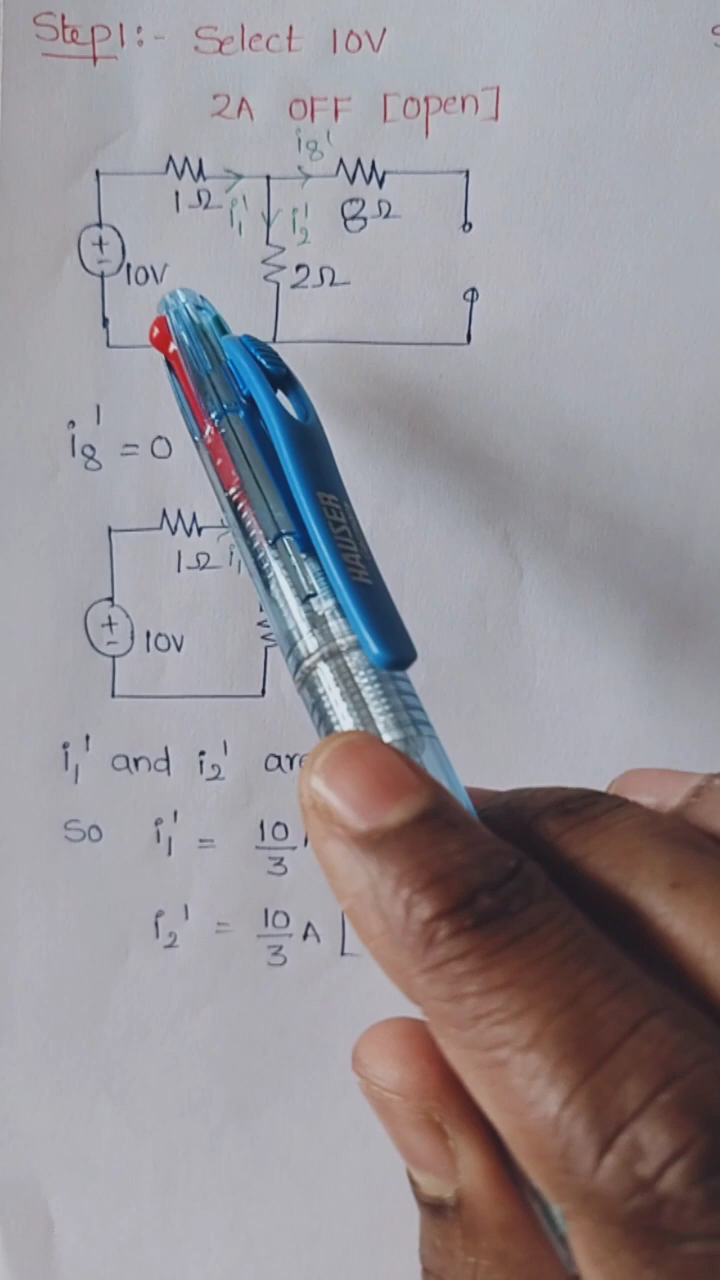 Step1:- Select 10V
2A OFF [open]
i8'
1Ω i1' i2' 8Ω
10V 2Ω
i8' = 0
HAUSER
1Ω i1
10V
i1' and i2' are
So i1' = 10/3
i2' = 10/3 A [